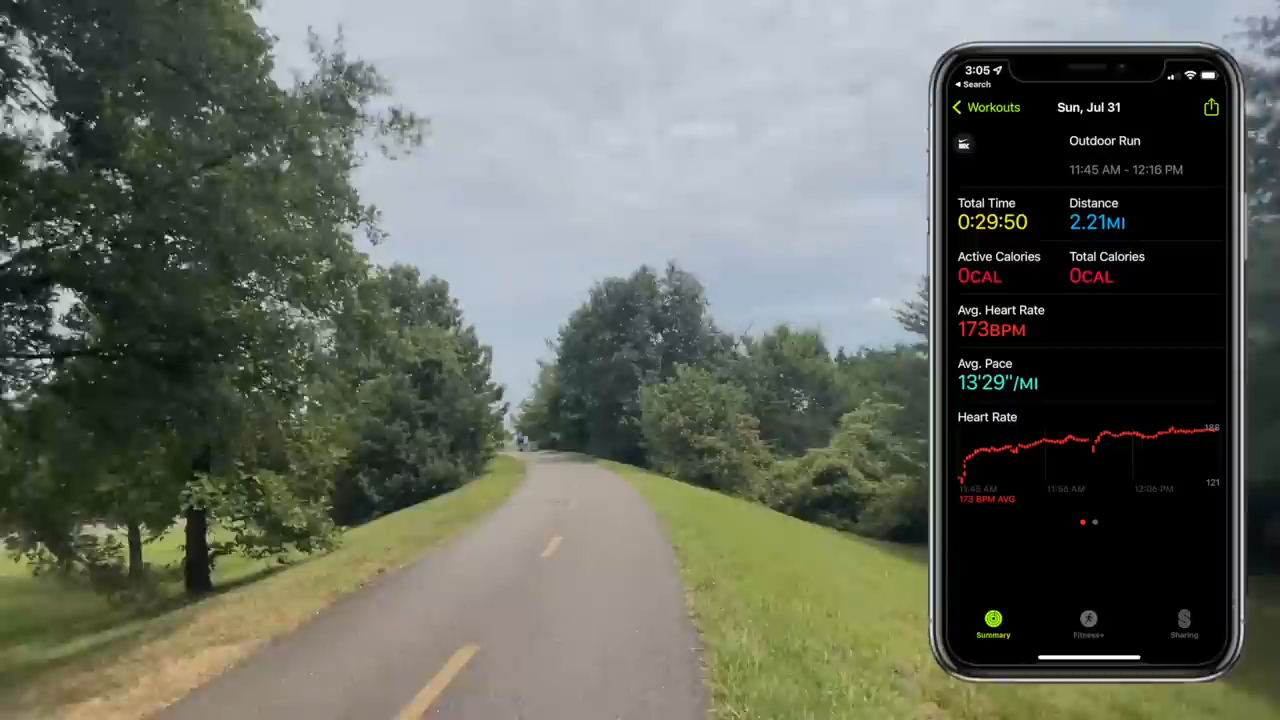 3:05
◀ Search
Workouts
Sun, Jul 31
NRC
Outdoor Run
11:45 AM - 12:16 PM
Total Time
Distance
0:29:50
2.21MI
Active Calories
Total Calories
0CAL
0CAL
Avg. Heart Rate
173BPM
Avg. Pace
13'29"/MI
Heart Rate
188
11:45 AM
11:56 AM
12:06 PM
121
173 BPM AVG
Summary
Fitness+
Sharing